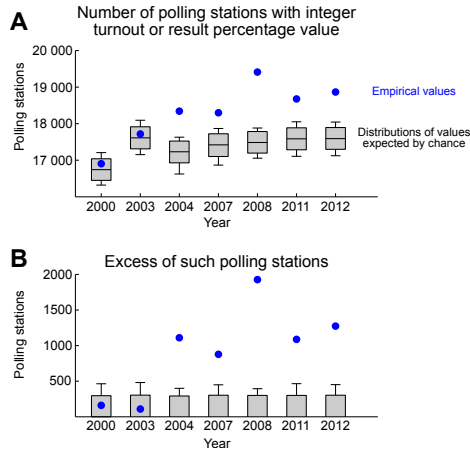 A
Number of polling stations with integer
turnout or result percentage value
20 000
19 000
18 000
17 000
Polling stations
Empirical values
Distributions of values
expected by chance
2000 2003 2004 2007 2008 2011 2012
Year
B
Excess of such polling stations
2000
1500
1000
500
Polling stations
2000 2003 2004 2007 2008 2011 2012
Year